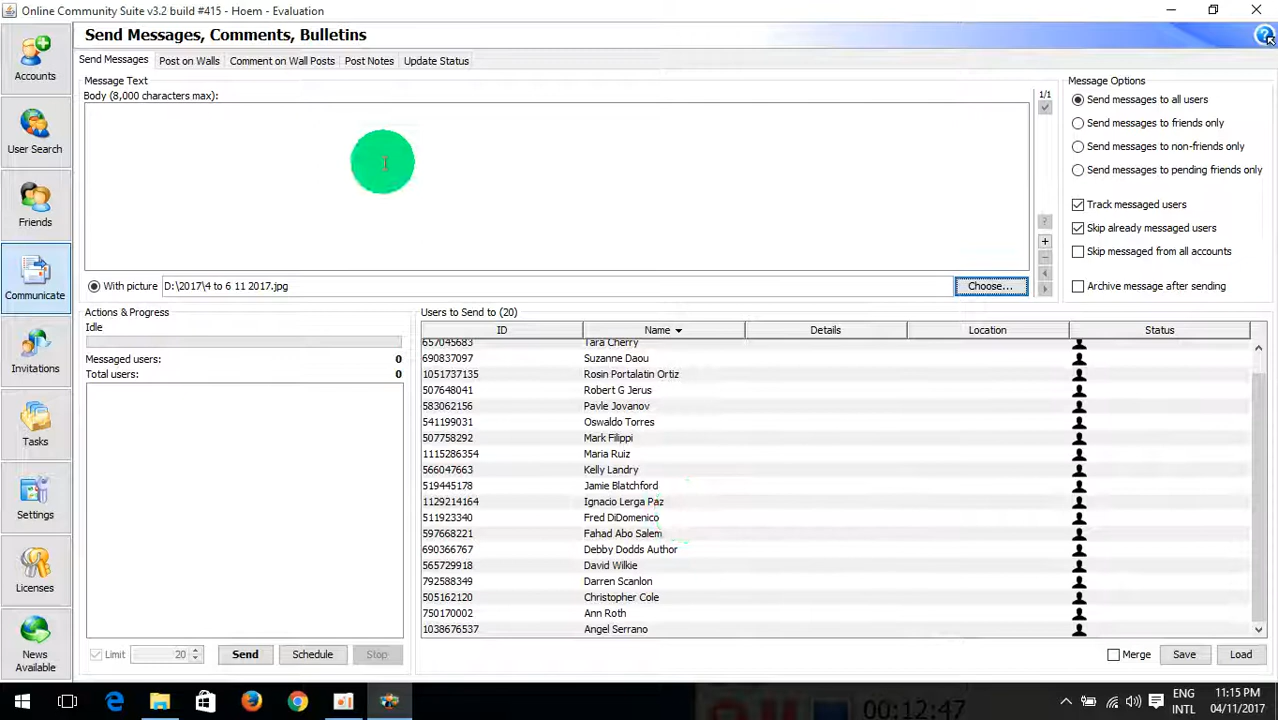 Online Community Suite v3.2 build #415 - Hoem - Evaluation
Send Messages, Comments, Bulletins
Accounts
User Search
Friends
Communicate
Invitations
Tasks
Settings
Licenses
News
Available
Send Messages Post on Walls Comment on Wall Posts Post Notes Update Status
Message Text
Body (8,000 characters max):
1/1
With picture D:\2017\4 to 6 11 2017.jpg Choose...
Message Options
Send messages to all users
Send messages to friends only
Send messages to non-friends only
Send messages to pending friends only
Track messaged users
Skip already messaged users
Skip messaged from all accounts
Archive message after sending
Actions & Progress
Idle
Messaged users: 0
Total users: 0
Limit 20 Send Schedule Stop
Users to Send to (20)
ID Name Details Location Status
657045683 Tara Cherry
690837097 Suzanne Daou
1051737135 Rosin Portalatin Ortiz
507648041 Robert G Jerus
583062156 Pavle Jovanov
541199031 Oswaldo Torres
507758292 Mark Filippi
1115286354 Maria Ruiz
566047663 Kelly Landry
519445178 Jamie Blatchford
1129214164 Ignacio Lerga Paz
511923340 Fred DiDomenico
597668221 Fahad Abo Salem
690366767 Debby Dodds Author
565729918 David Wilkie
792588349 Darren Scanlon
505162120 Christopher Cole
750170002 Ann Roth
1038676537 Angel Serrano
Merge Save Load
00:12:47
ENG
INTL
11:15 PM
04/11/2017